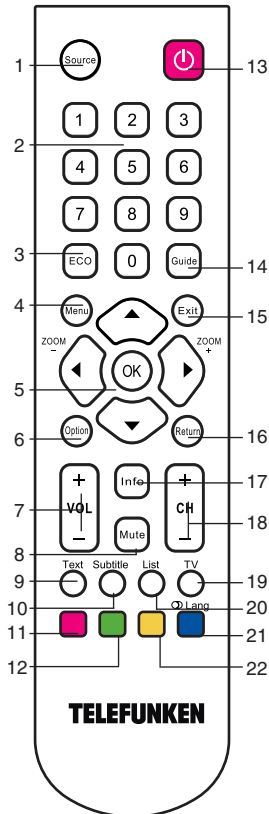 1
Source
13
1 2 3
2
4 5 6
7 8 9
3
ECO 0 Guide
14
4
Menu
Exit
15
ZOOM
−
ZOOM
+
5
OK
6
Option
Return
16
+
Info
+
17
7
VOL
CH
18
−
Mute
−
8
Text Subtitle List TV
9
19
10
20
Lang
11
21
12
22
TELEFUNKEN